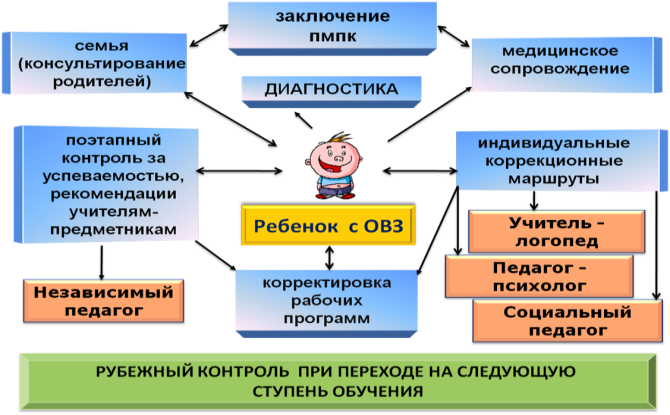 заключение
пмпк
семья
(консультирование
родителей)
медицинское
сопровождение
ДИАГНОСТИКА
поэтапный
контроль за
успеваемостью,
рекомендации
учителям-
предметникам
индивидуальные
коррекционные
маршруты
Ребенок с ОВЗ
Учитель –
логопед
Педагог –
психолог
Социальный
педагог
Независимый
педагог
корректировка
рабочих
программ
РУБЕЖНЫЙ КОНТРОЛЬ ПРИ ПЕРЕХОДЕ НА СЛЕДУЮЩУЮ
СТУПЕНЬ ОБУЧЕНИЯ